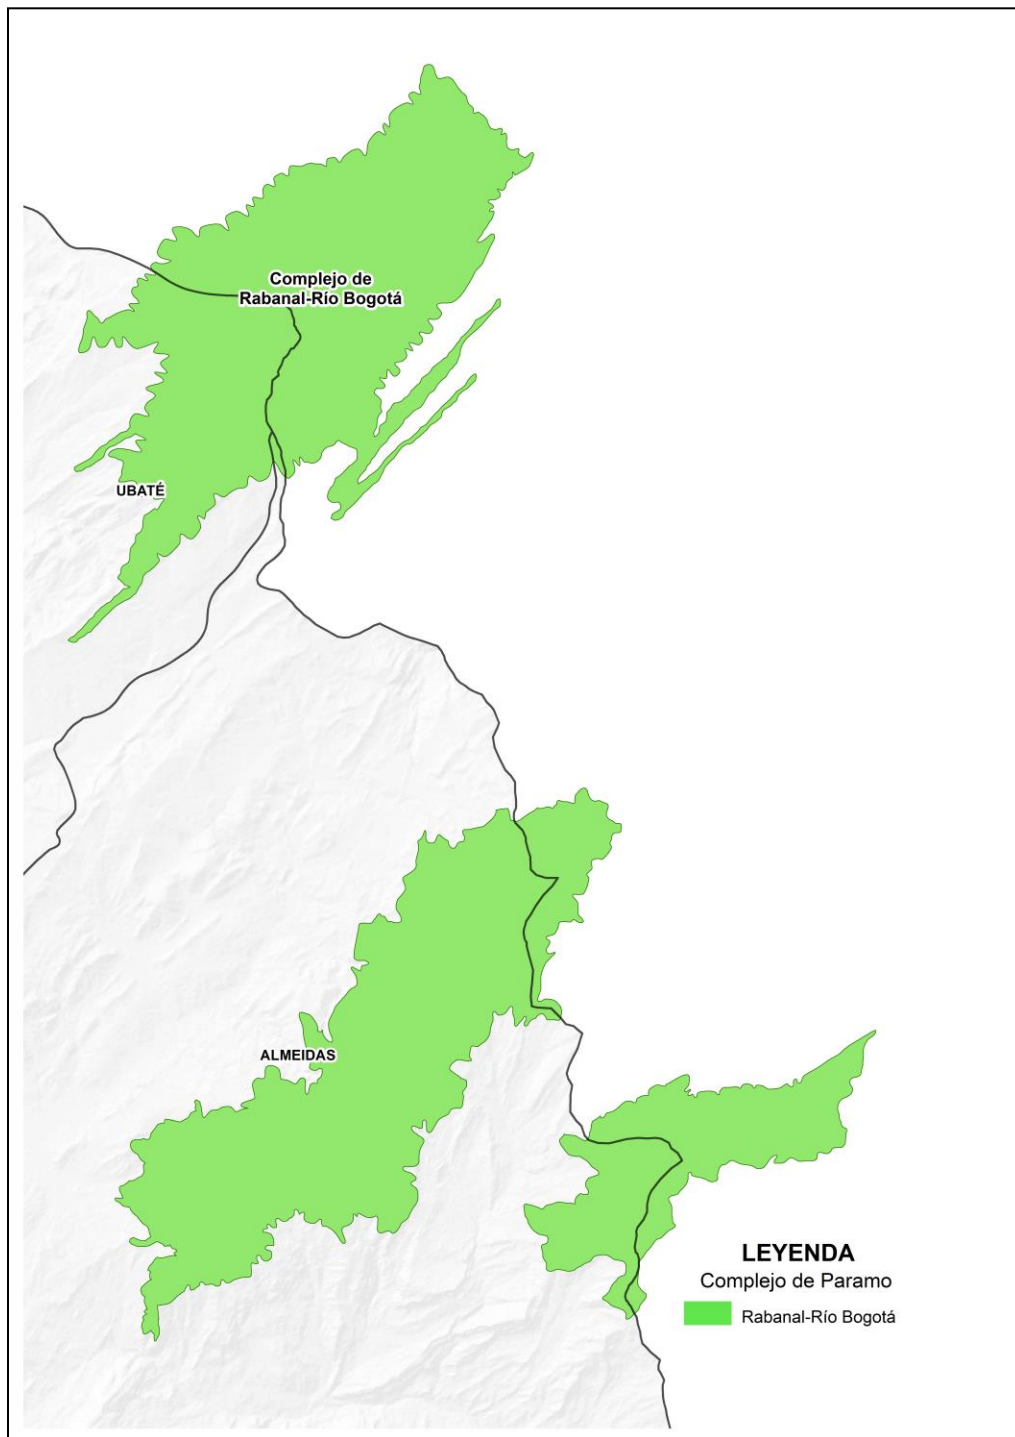 Complejo de
Rabanal-Río Bogotá
UBATÉ
ALMEIDAS
LEYENDA
Complejo de Paramo
Rabanal-Río Bogotá